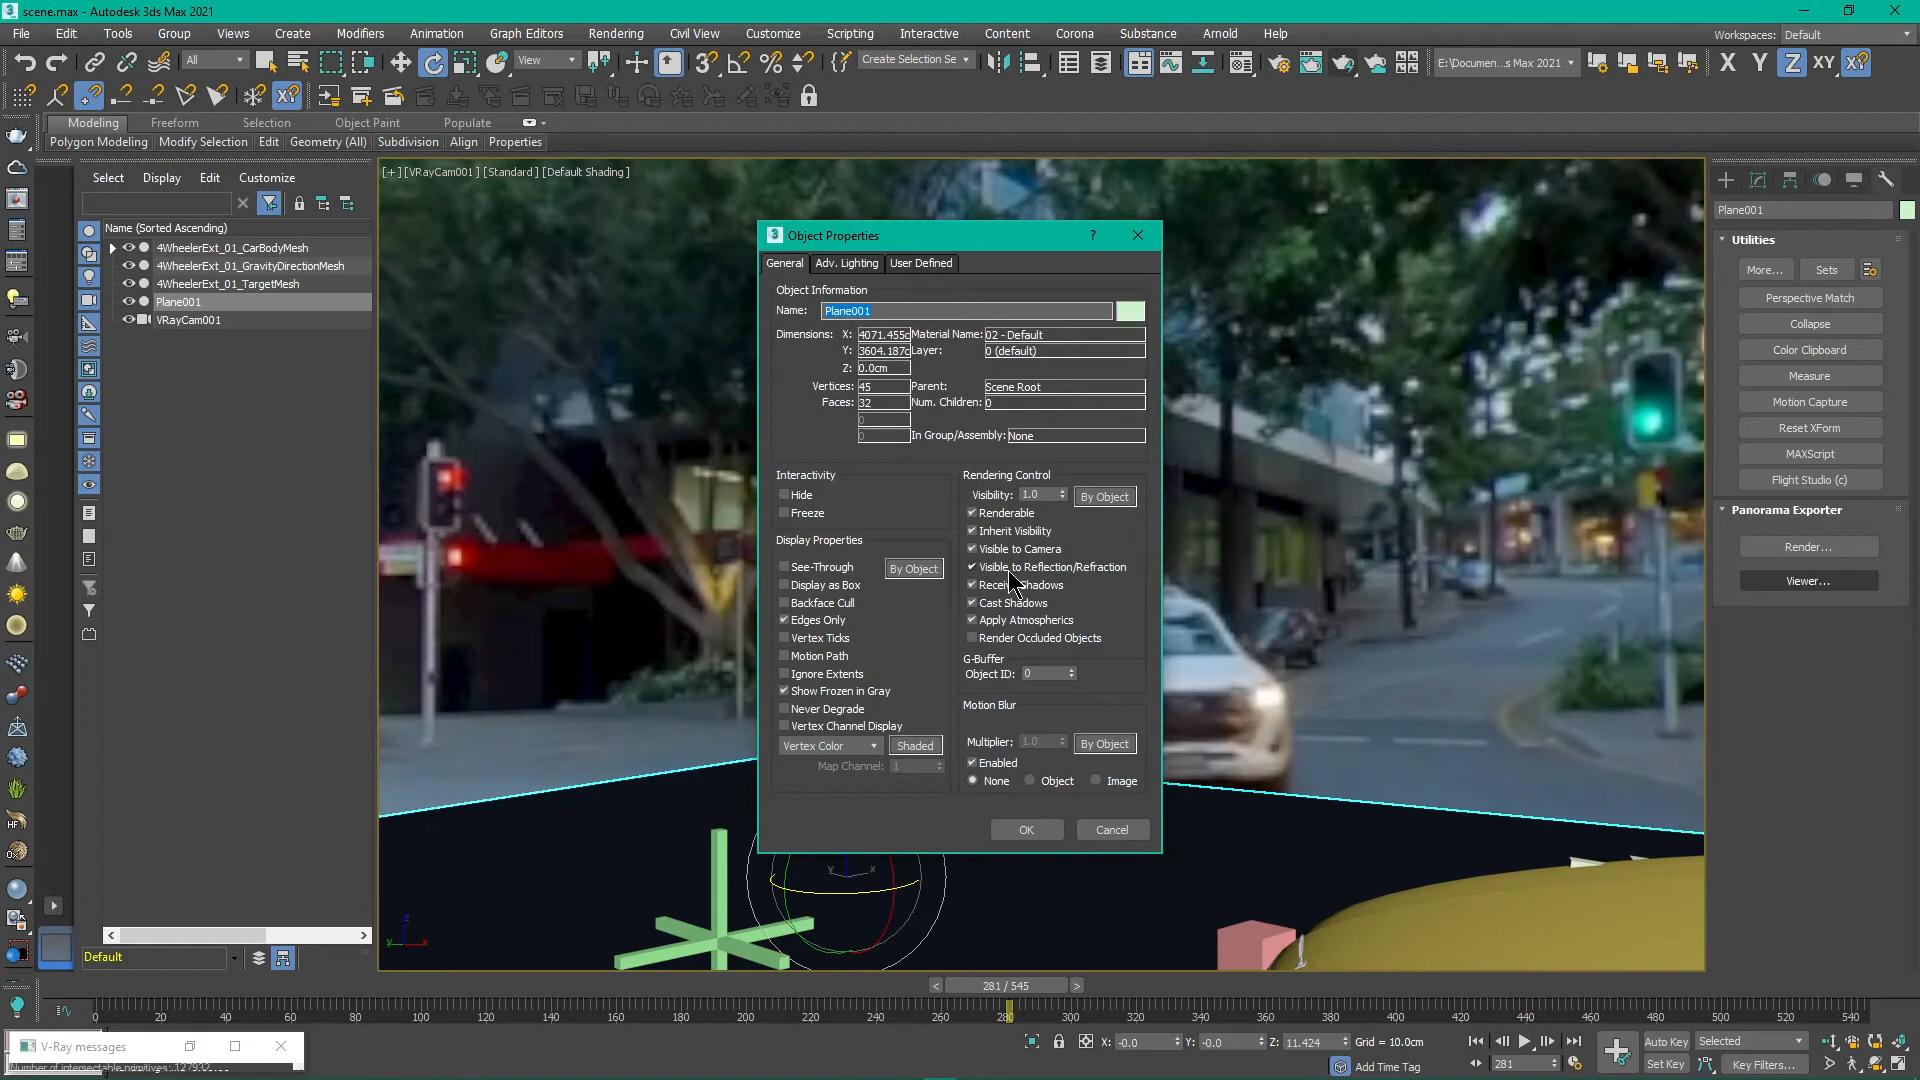 scene.max - Autodesk 3ds Max 2021
File Edit Tools Group Views Create Modifiers Animation Graph Editors Rendering Civil View Customize Scripting Interactive Content Corona Substance Arnold Help
Workspaces: Default
All View Create Selection Se E:\Documen...s Max 2021 X Y Z XY XY
XY
Modeling Freeform Selection Object Paint Populate
Polygon Modeling Modify Selection Edit Geometry (All) Subdivision Align Properties
[+] [VRayCam001] [Standard] [Default Shading]
Select Display Edit Customize
Name (Sorted Ascending)
4WheelerExt_01_CarBodyMesh
4WheelerExt_01_GravityDirectionMesh
4WheelerExt_01_TargetMesh
Plane001
VRayCam001
Default
Object Properties
General Adv. Lighting User Defined
Object Information
Name: Plane001
Dimensions: X: 4071.455c Material Name: 02 - Default
Y: 3604.187c Layer: 0 (default)
Z: 0.0cm
Vertices: 45 Parent: Scene Root
Faces: 32 Num. Children: 0
0
0 In Group/Assembly: None
Interactivity
Hide
Freeze
Display Properties
See-Through By Object
Display as Box
Backface Cull
Edges Only
Vertex Ticks
Motion Path
Ignore Extents
Show Frozen in Gray
Never Degrade
Vertex Channel Display
Vertex Color Shaded
Map Channel: 1
Rendering Control
Visibility: 1.0 By Object
Renderable
Inherit Visibility
Visible to Camera
Visible to Reflection/Refraction
Receive Shadows
Cast Shadows
Apply Atmospherics
Render Occluded Objects
G-Buffer
Object ID: 0
Motion Blur
Multiplier: 1.0 By Object
Enabled
None Object Image
OK Cancel
Plane001
Utilities
More... Sets
Perspective Match
Collapse
Color Clipboard
Measure
Motion Capture
Reset XForm
MAXScript
Flight Studio (c)
Panorama Exporter
Render...
Viewer...
y x
z
y x
< 281 / 545 >
0 20 40 60 80 100 120 140 160 180 200 220 240 260 280 300 320 340 360 380 400 420 440 460 480 500 520 540
V-Ray messages
Number of intersectable primitives: 127932
X: -0.0 Y: -0.0 Z: 11.424 Grid = 10.0cm
Add Time Tag
281
Auto Key Selected
Set Key Key Filters...